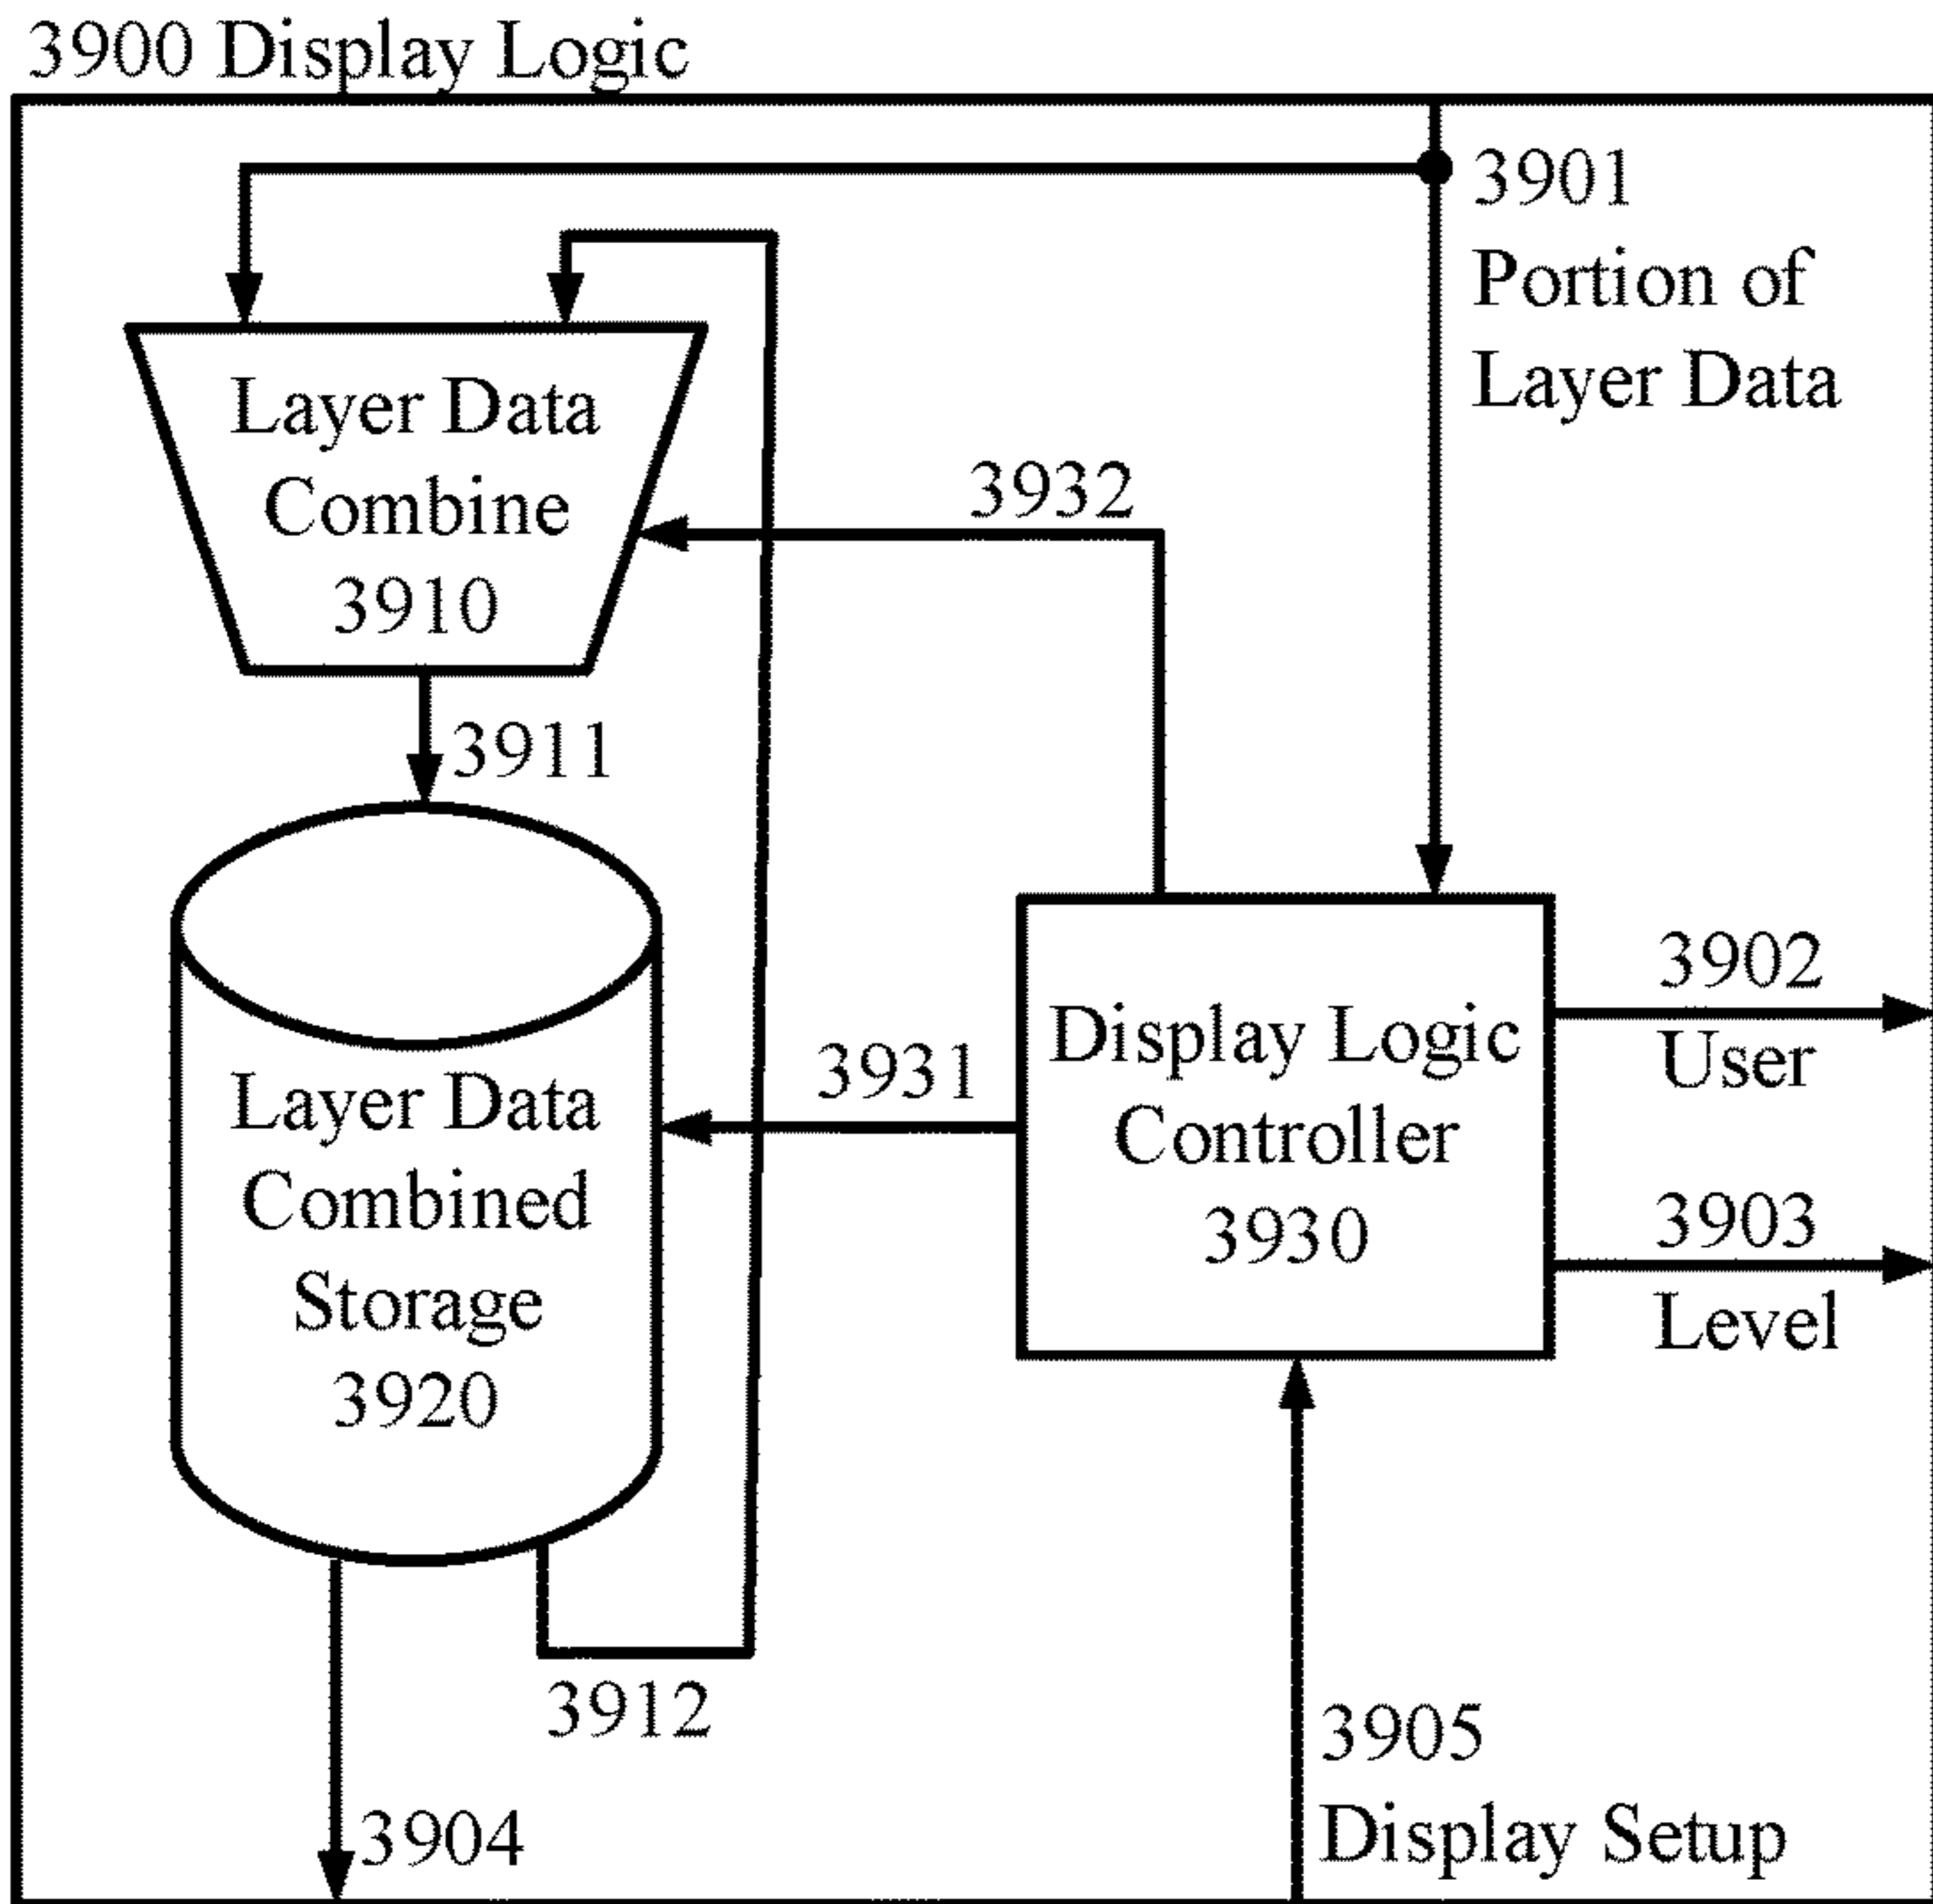 3900 Display Logic
3901
Portion of
Layer Data
Layer Data
Combine
3910
3932
3911
3902
User
Display Logic
Controller
3930
3931
Layer Data
Combined
Storage
3920
3903
Level
3912
3905
Display Setup
3904